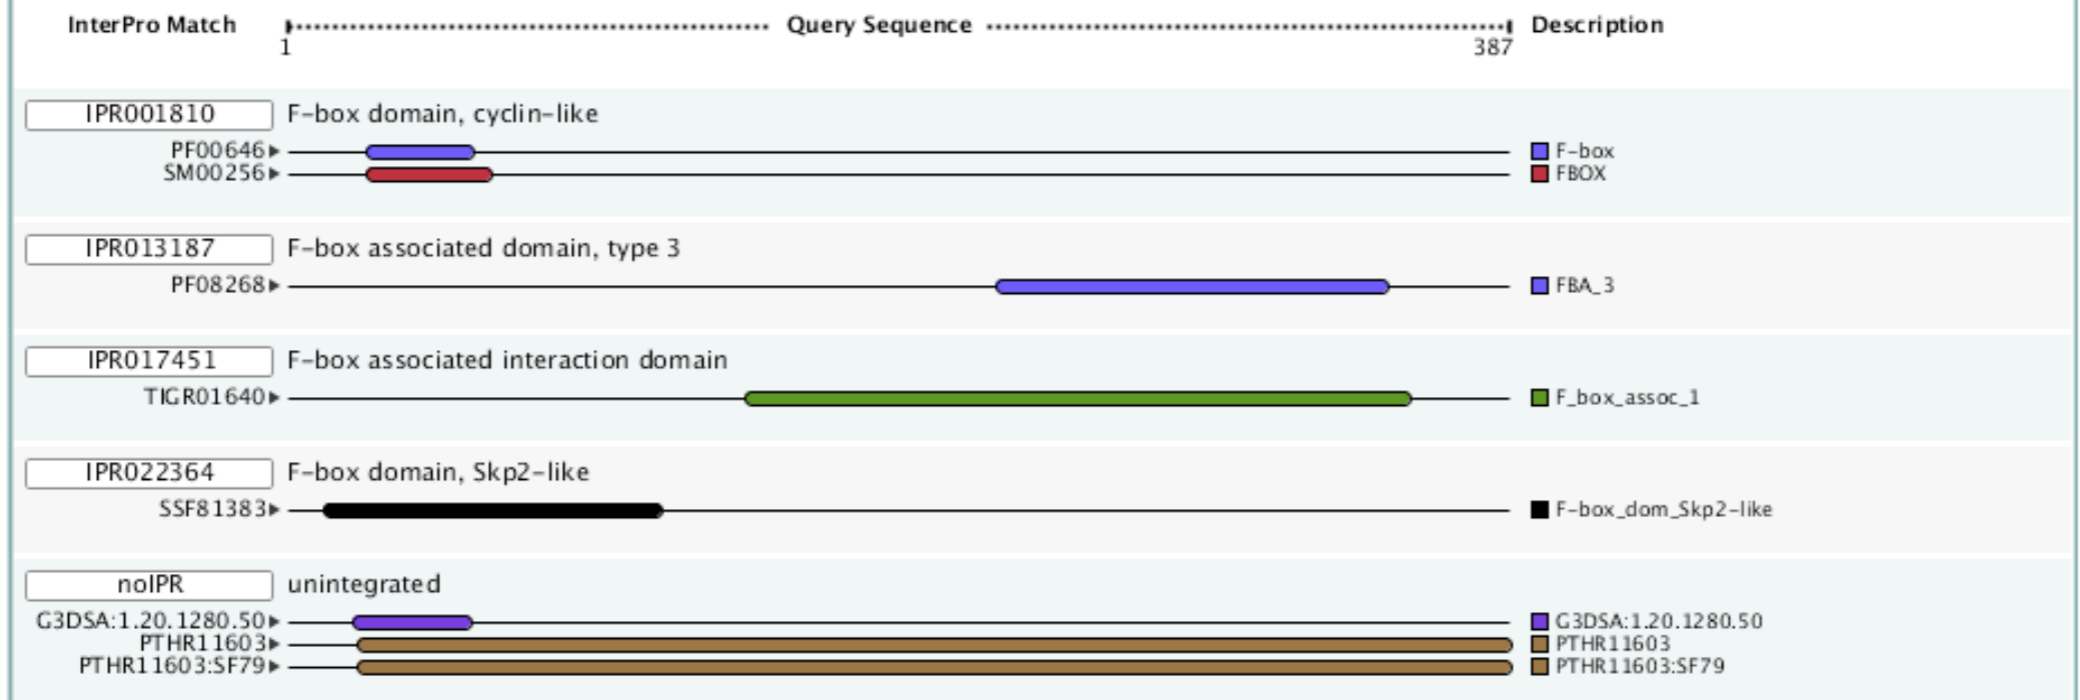 InterPro Match Query Sequence Description
1 387
IPR001810 F-box domain, cyclin-like
PF00646 F-box
SM00256 FBOX
IPR013187 F-box associated domain, type 3
PF08268 FBA_3
IPR017451 F-box associated interaction domain
TIGR01640 F_box_assoc_1
IPR022364 F-box domain, Skp2-like
SSF81383 F-box_dom_Skp2-like
noIPR unintegrated
G3DSA:1.20.1280.50 G3DSA:1.20.1280.50
PTHR11603 PTHR11603
PTHR11603:SF79 PTHR11603:SF79